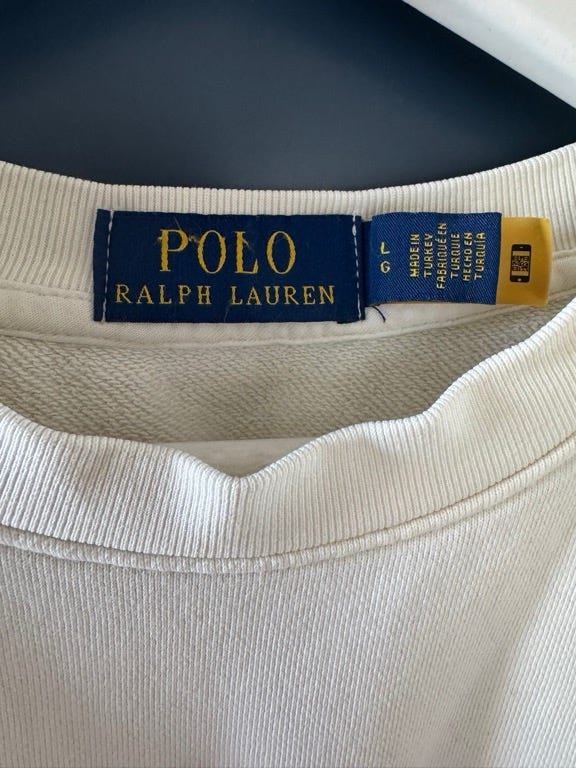 POLO
RALPH LAUREN
L
G
MADE IN
TURKEY
FABRIQUÉ EN
TURQUIE
HECHO EN
TURQUÍA